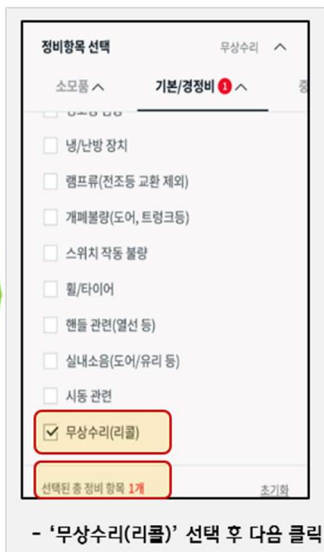 정비항목 선택 무상수리
소모품 기본/경정비 1 중
냉/난방 장치
램프류(전조등 교환 제외)
개폐불량(도어, 트렁크등)
스위치 작동 불량
휠/타이어
핸들 관련(열선 등)
실내소음(도어/유리 등)
시동 관련
무상수리(리콜)
선택된 총 정비 항목 1개 초기화
- ‘무상수리(리콜)’ 선택 후 다음 클릭